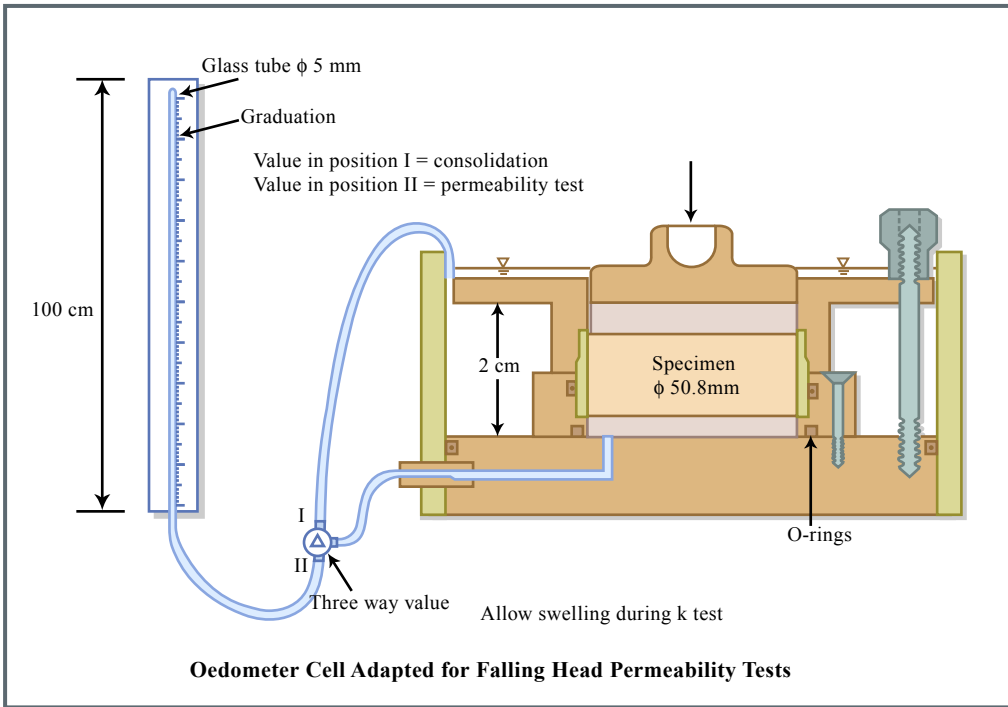 Glass tube ϕ 5 mm
Graduation
Value in position I = consolidation
Value in position II = permeability test
100 cm
2 cm
Specimen
ϕ 50.8mm
I
II
O-rings
Three way value
Allow swelling during k test
Oedometer Cell Adapted for Falling Head Permeability Tests